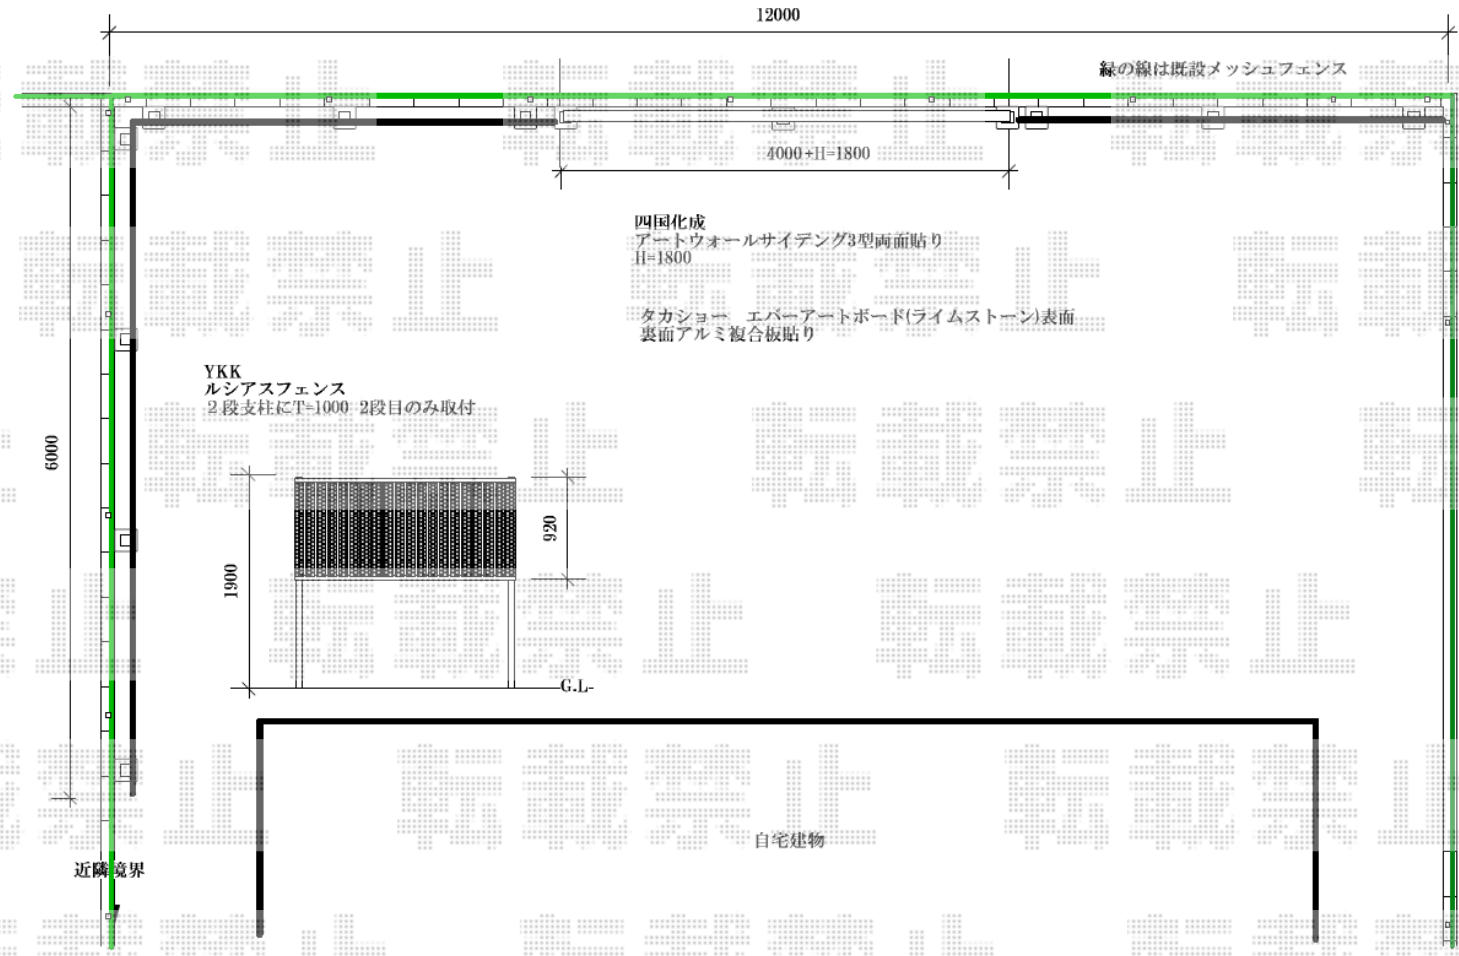 12000
緑の線は既設メッシュフェンス
4000+H=1800
四国化成
アートウォールサイデング3型両面貼り
H=1800
タカショー　エバーアートボード(ライムストーン)表面
裏面アルミ複合板貼り
YKK
ルシアスフェンス
２段支柱にT=1000 2段目のみ取付
6000
1900
920
G.L-
自宅建物
近隣境界
転載禁止